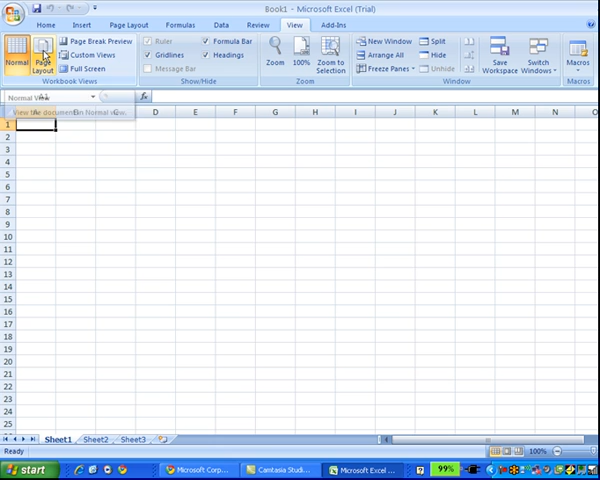 Book1 - Microsoft Excel (Trial)
Home Insert Page Layout Formulas Data Review View Add-Ins
Normal Page Layout Page Break Preview Custom Views Full Screen
Ruler Formula Bar
Gridlines Headings
Message Bar
Zoom 100% Zoom to Selection
New Window Split
Arrange All Hide
Freeze Panes Unhide
Save Workspace Switch Windows Macros
Workbook Views Show/Hide Zoom Window Macros
Normal View A1 fx
View the document in Normal view.
A B C D E F G H I J K L M N O
1
2
3
4
5
6
7
8
9
10
11
12
13
14
15
16
17
18
19
20
21
22
23
24
25
Sheet1 Sheet2 Sheet3
Ready 100%
start Microsoft Corp... Camtasia Studi... Microsoft Excel ... 99%